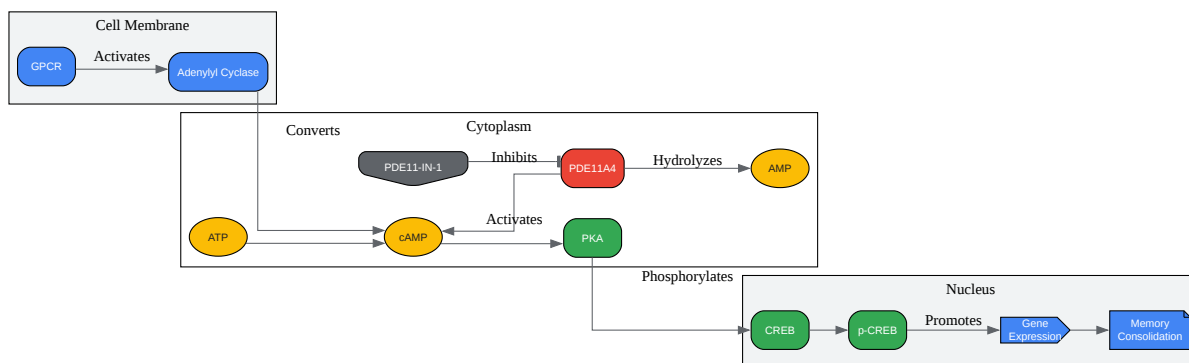 Cell Membrane
GPCR
Activates
Adenylyl Cyclase
Converts
Cytoplasm
PDE11-IN-1
Inhibits
PDE11A4
Hydrolyzes
AMP
ATP
cAMP
Activates
PKA
Phosphorylates
Nucleus
CREB
p-CREB
Promotes
Gene
Expression
Memory
Consolidation